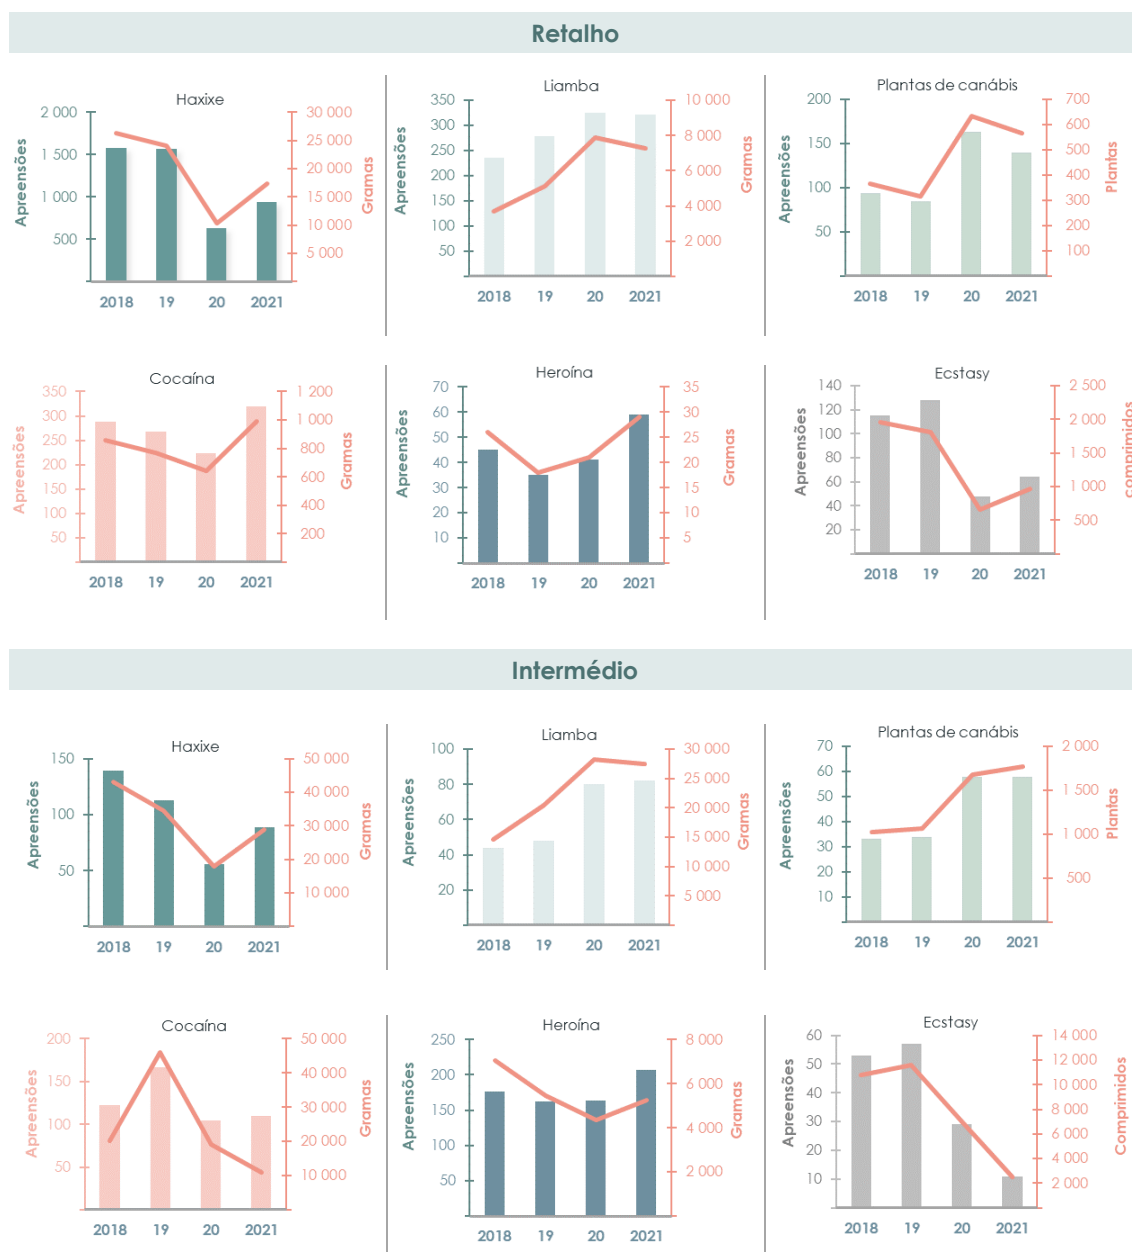 Retalho
Haxixe
Apreensões
2 000
1 500
1 000
500
30 000
25 000
20 000
15 000
10 000
5 000
Gramas
2018 19 20 2021
Liamba
Apreensões
350
300
250
200
150
100
50
10 000
8 000
6 000
4 000
2 000
Gramas
2018 19 20 2021
Plantas de canábis
Apreensões
200
150
100
50
700
600
500
400
300
200
100
Plantas
2018 19 20 2021
Cocaína
Apreensões
350
300
250
200
150
100
50
1 200
1 000
800
600
400
200
Gramas
2018 19 20 2021
Heroína
Apreensões
70
60
50
40
30
20
10
35
30
25
20
15
10
5
Gramas
2018 19 20 2021
Ecstasy
Apreensões
140
120
100
80
60
40
20
2 500
2 000
1 500
1 000
500
comprimidos
2018 19 20 2021
Intermédio
Haxixe
Apreensões
150
100
50
50 000
40 000
30 000
20 000
10 000
Gramas
2018 19 20 2021
Liamba
Apreensões
100
80
60
40
20
30 000
25 000
20 000
15 000
10 000
5 000
Gramas
2018 19 20 2021
Plantas de canábis
Apreensões
70
60
50
40
30
20
10
2 000
1 500
1 000
500
Plantas
2018 19 20 2021
Cocaína
Apreensões
200
150
100
50
50 000
40 000
30 000
20 000
10 000
Gramas
2018 19 20 2021
Heroína
Apreensões
250
200
150
100
50
8 000
6 000
4 000
2 000
Gramas
2018 19 20 2021
Ecstasy
Apreensões
60
50
40
30
20
10
14 000
12 000
10 000
8 000
6 000
4 000
2 000
Comprimidos
2018 19 20 2021